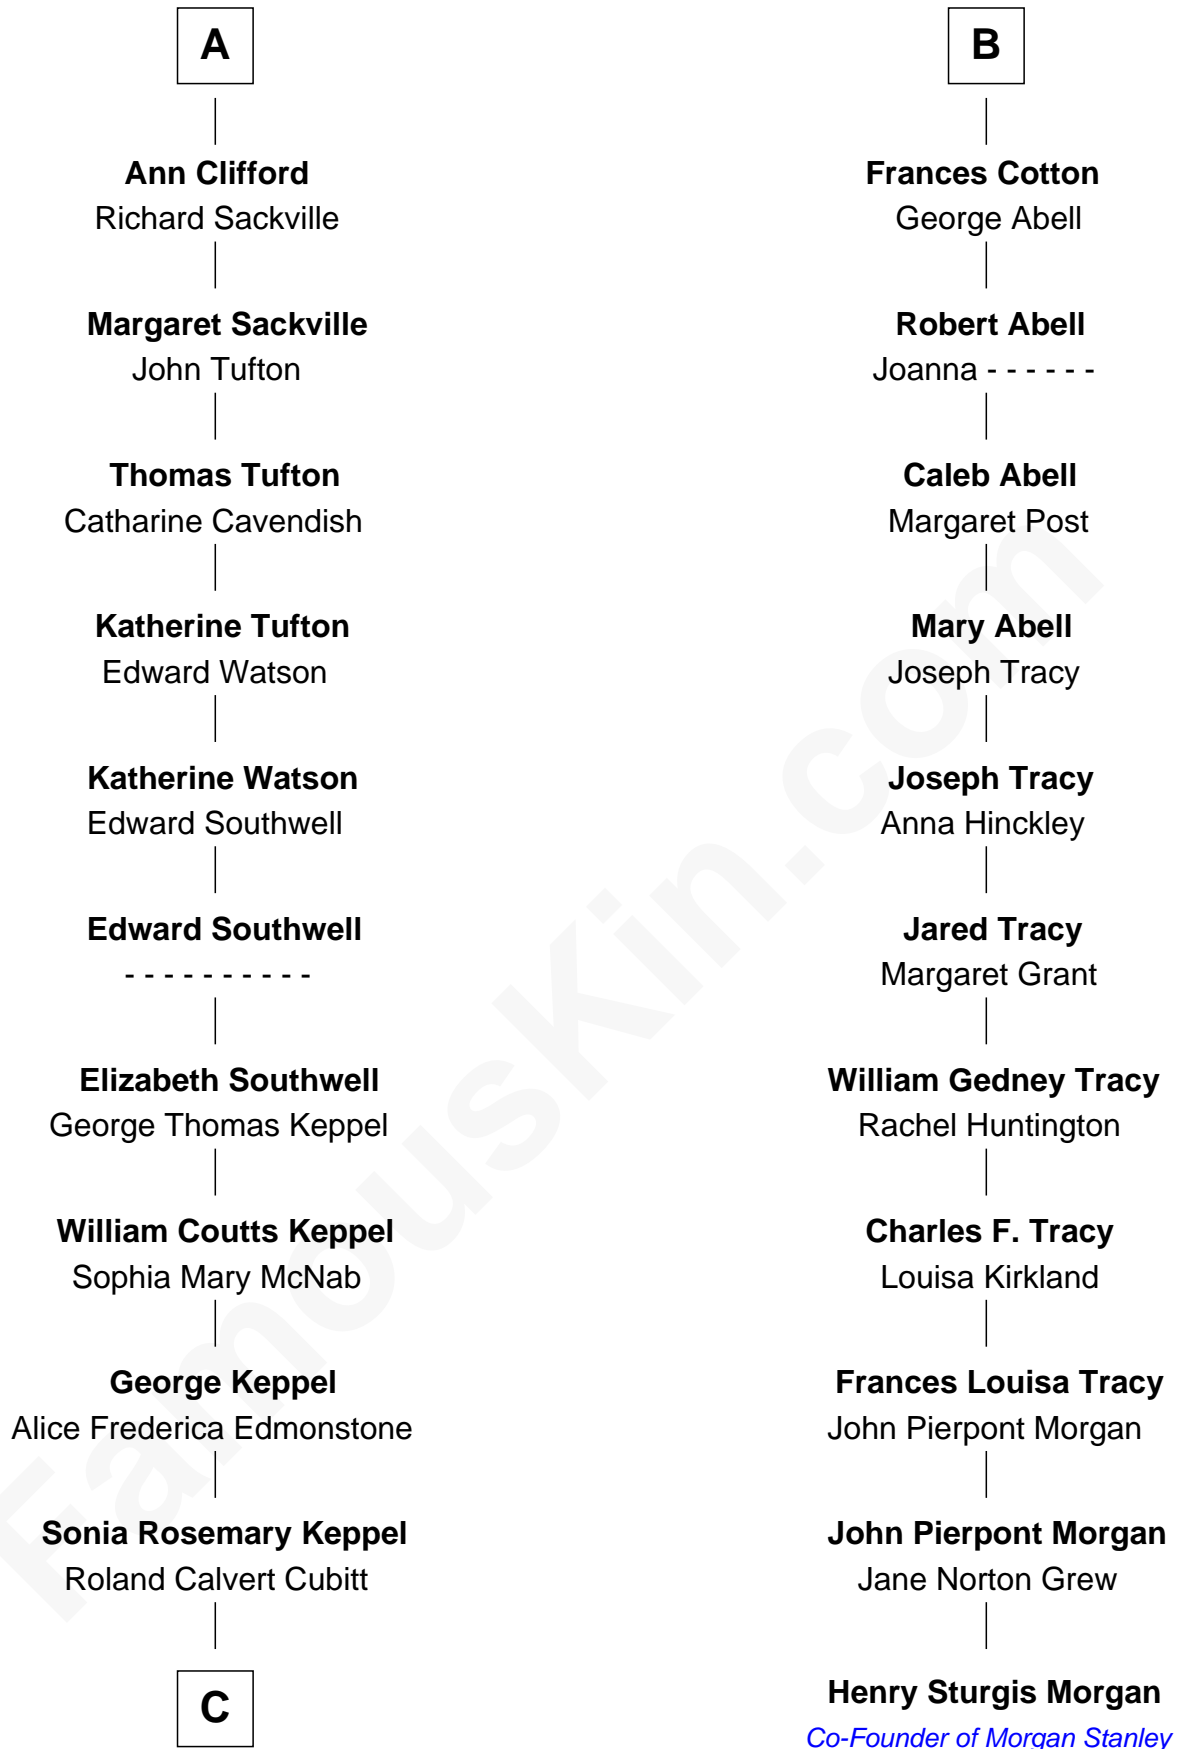 A
Ann Clifford
Richard Sackville
Margaret Sackville
John Tufton
Thomas Tufton
Catharine Cavendish
Katherine Tufton
Edward Watson
Katherine Watson
Edward Southwell
Edward Southwell
- - - - - - - - - -
Elizabeth Southwell
George Thomas Keppel
William Coutts Keppel
Sophia Mary McNab
George Keppel
Alice Frederica Edmonstone
Sonia Rosemary Keppel
Roland Calvert Cubitt
C
B
Frances Cotton
George Abell
Robert Abell
Joanna - - - - - -
Caleb Abell
Margaret Post
Mary Abell
Joseph Tracy
Joseph Tracy
Anna Hinckley
Jared Tracy
Margaret Grant
William Gedney Tracy
Rachel Huntington
Charles F. Tracy
Louisa Kirkland
Frances Louisa Tracy
John Pierpont Morgan
John Pierpont Morgan
Jane Norton Grew
Henry Sturgis Morgan
Co-Founder of Morgan Stanley
FamousKin.com